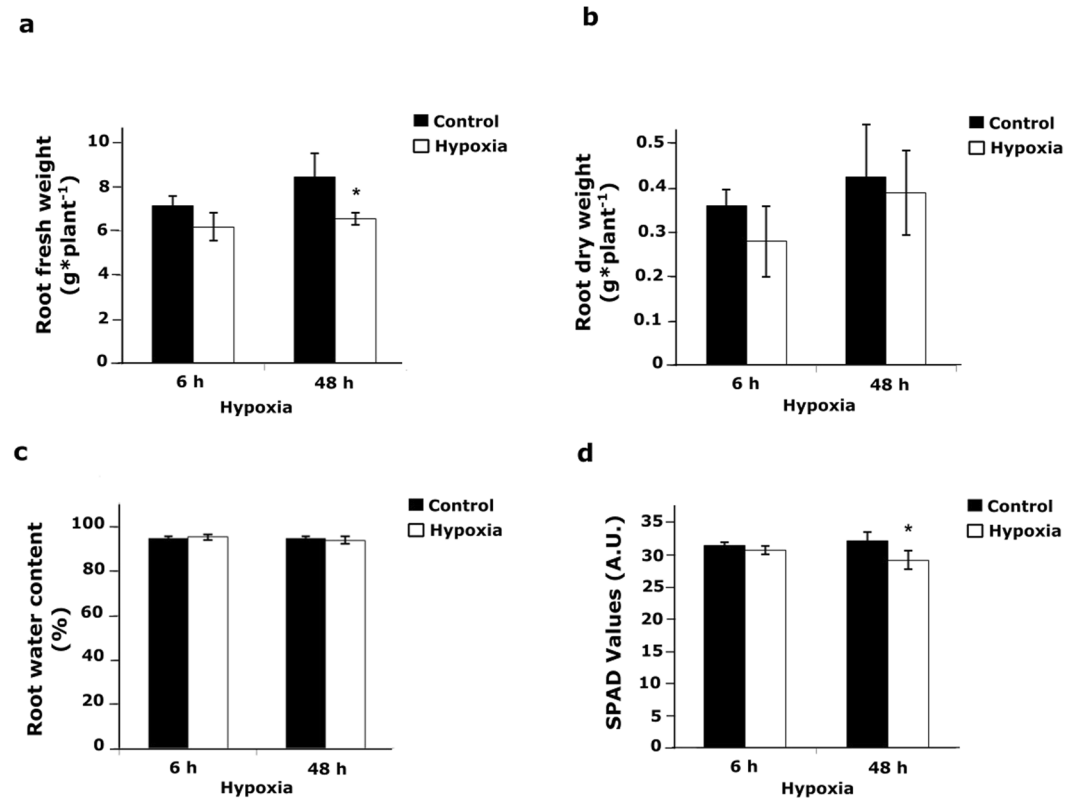 a
Root fresh weight
(g*plant⁻¹)
10
8
6
4
2
0
Control
Hypoxia
*
6 h
48 h
Hypoxia
b
Root dry weight
(g*plant⁻¹)
0.5
0.4
0.3
0.2
0.1
0
Control
Hypoxia
6 h
48 h
Hypoxia
c
Root water content
(%)
100
80
60
40
20
0
Control
Hypoxia
6 h
48 h
Hypoxia
d
SPAD Values (A.U.)
35
30
25
20
15
10
5
0
Control
Hypoxia
*
6 h
48 h
Hypoxia